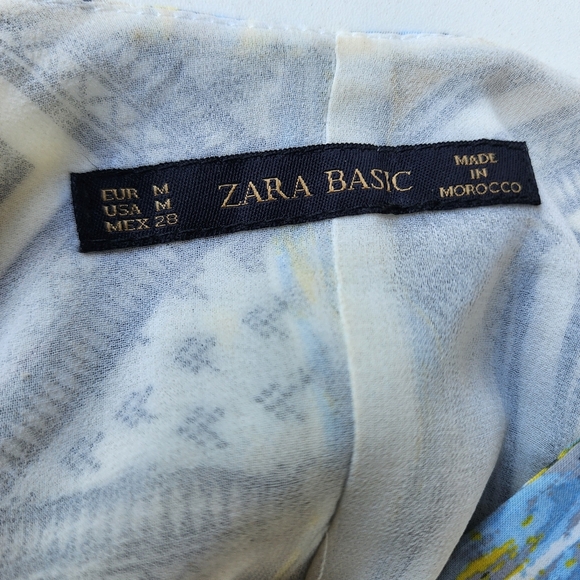 EUR M
USA M
MEX 28
ZARA BASIC
MADE
IN
MOROCCO